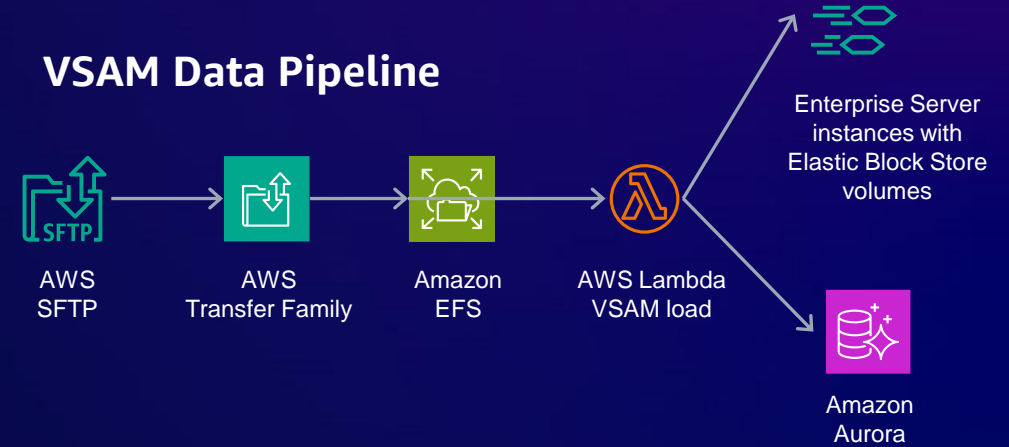 VSAM Data Pipeline
Enterprise Server
instances with
Elastic Block Store
volumes
SFTP
AWS
SFTP
AWS
Transfer Family
Amazon
EFS
AWS Lambda
VSAM load
Amazon
Aurora